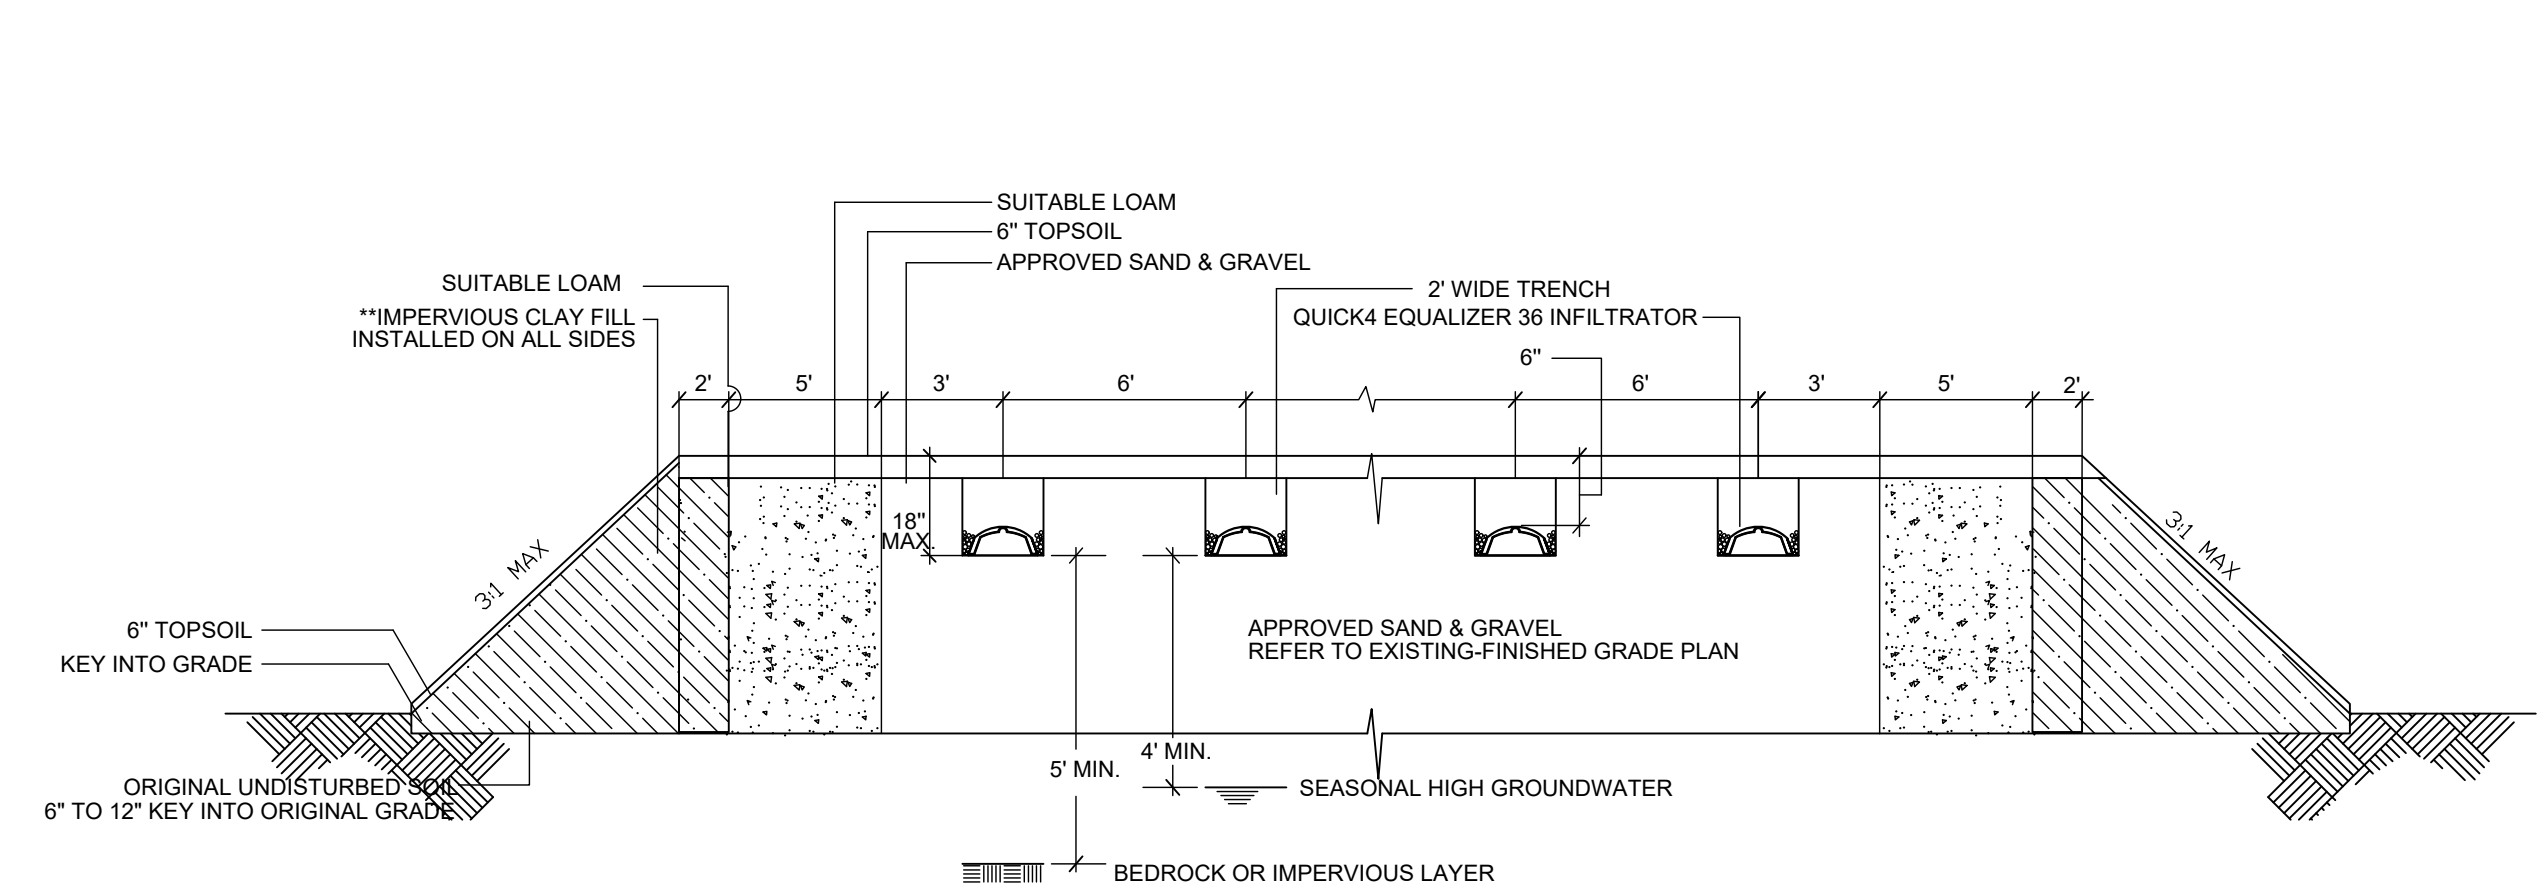 SUITABLE LOAM
6" TOPSOIL
APPROVED SAND & GRAVEL
SUITABLE LOAM
**IMPERVIOUS CLAY FILL
INSTALLED ON ALL SIDES
2' WIDE TRENCH
QUICK4 EQUALIZER 36 INFILTRATOR
6"
2' 5' 3' 6' 6' 3' 5' 2'
18"
MAX.
3:1 MAX
3:1 MAX
6" TOPSOIL
KEY INTO GRADE
APPROVED SAND & GRAVEL
REFER TO EXISTING-FINISHED GRADE PLAN
4' MIN.
5' MIN.
ORIGINAL UNDISTURBED SOIL
6" TO 12" KEY INTO ORIGINAL GRADE
SEASONAL HIGH GROUNDWATER
BEDROCK OR IMPERVIOUS LAYER